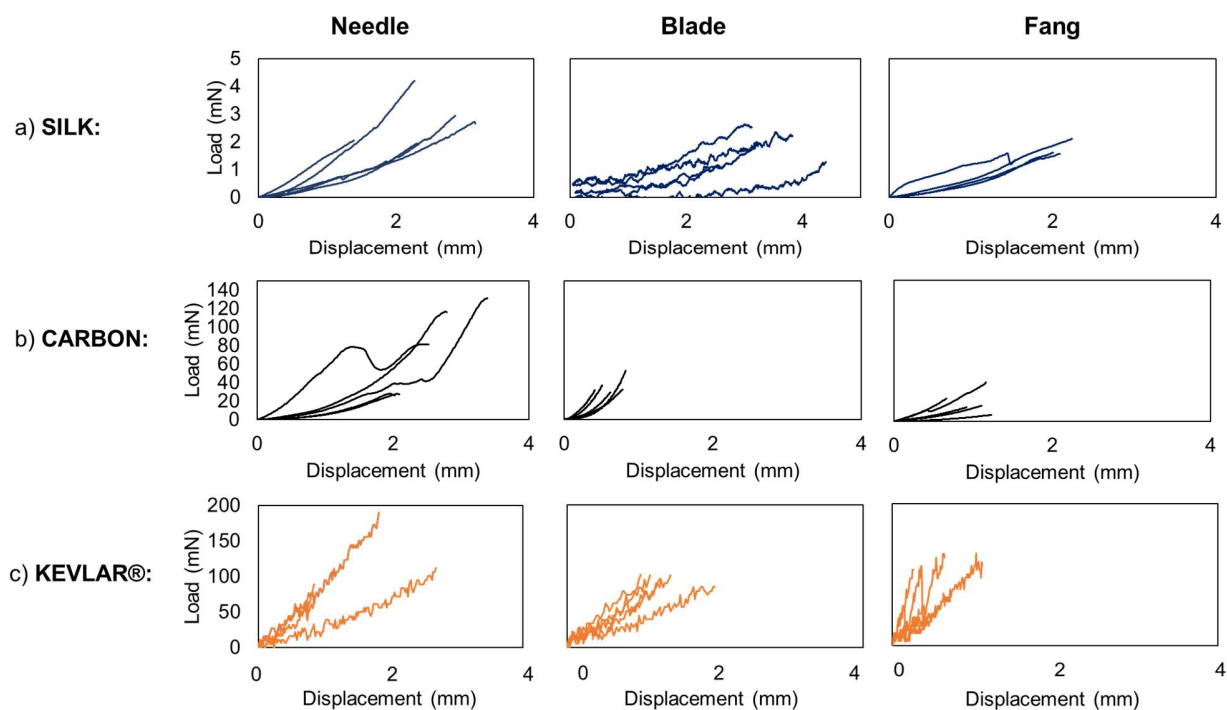 Needle Blade Fang
a) SILK:
Load (mN)
5
4
3
2
1
0
0 2 4
Displacement (mm)
0 2 4
Displacement (mm)
0 2 4
Displacement (mm)
b) CARBON:
Load (mN)
140
120
100
80
60
40
20
0
0 2 4
Displacement (mm)
0 2 4
Displacement (mm)
0 2 4
Displacement (mm)
c) KEVLAR®:
Load (mN)
200
150
100
50
0
0 2 4
Displacement (mm)
0 2 4
Displacement (mm)
0 2 4
Displacement (mm)